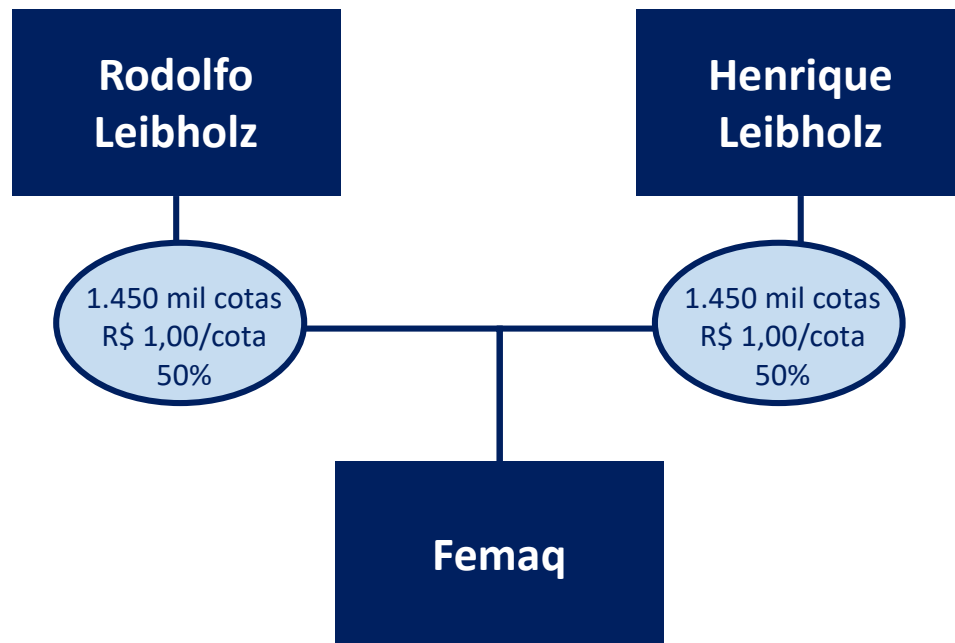 Rodolfo
Leibholz
Henrique
Leibholz
1.450 mil cotas
R$ 1,00/cota
50%
1.450 mil cotas
R$ 1,00/cota
50%
Femaq